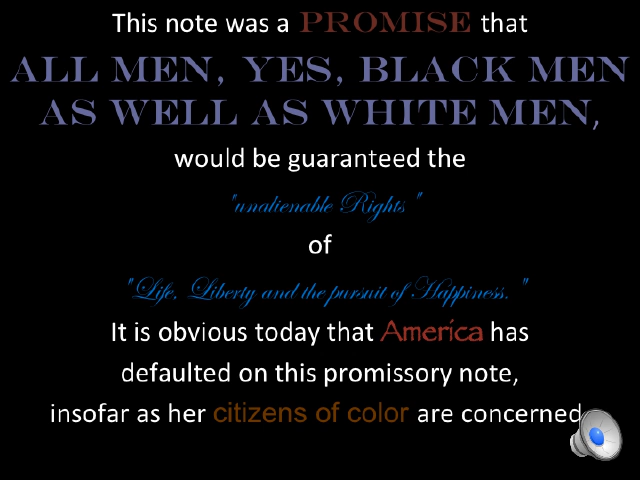 This note was a PROMISE that
ALL MEN, YES, BLACK MEN
AS WELL AS WHITE MEN,
would be guaranteed the
"unalienable Rights "
of
"Life, Liberty and the pursuit of Happiness. "
It is obvious today that America has
defaulted on this promissory note,
insofar as her citizens of color are concerned